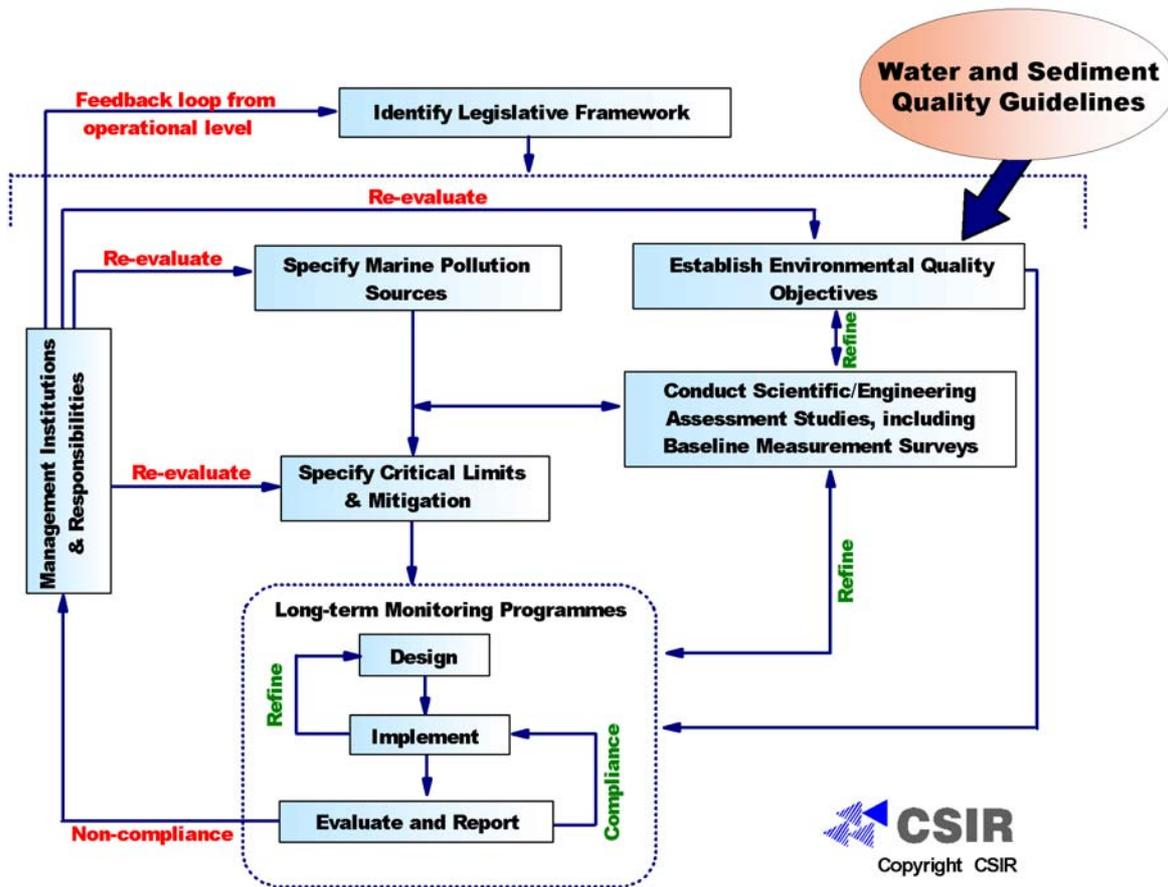 Water and Sediment
Quality Guidelines
Feedback loop from
operational level
Identify Legislative Framework
Re-evaluate
Re-evaluate
Specify Marine Pollution
Sources
Establish Environmental Quality
Objectives
Refine
Management Institutions
& Responsibilities
Conduct Scientific/Engineering
Assessment Studies, including
Baseline Measurement Surveys
Re-evaluate
Specify Critical Limits
& Mitigation
Refine
Long-term Monitoring Programmes
Design
Refine
Implement
Compliance
Evaluate and Report
Non-compliance
CSIR
Copyright CSIR